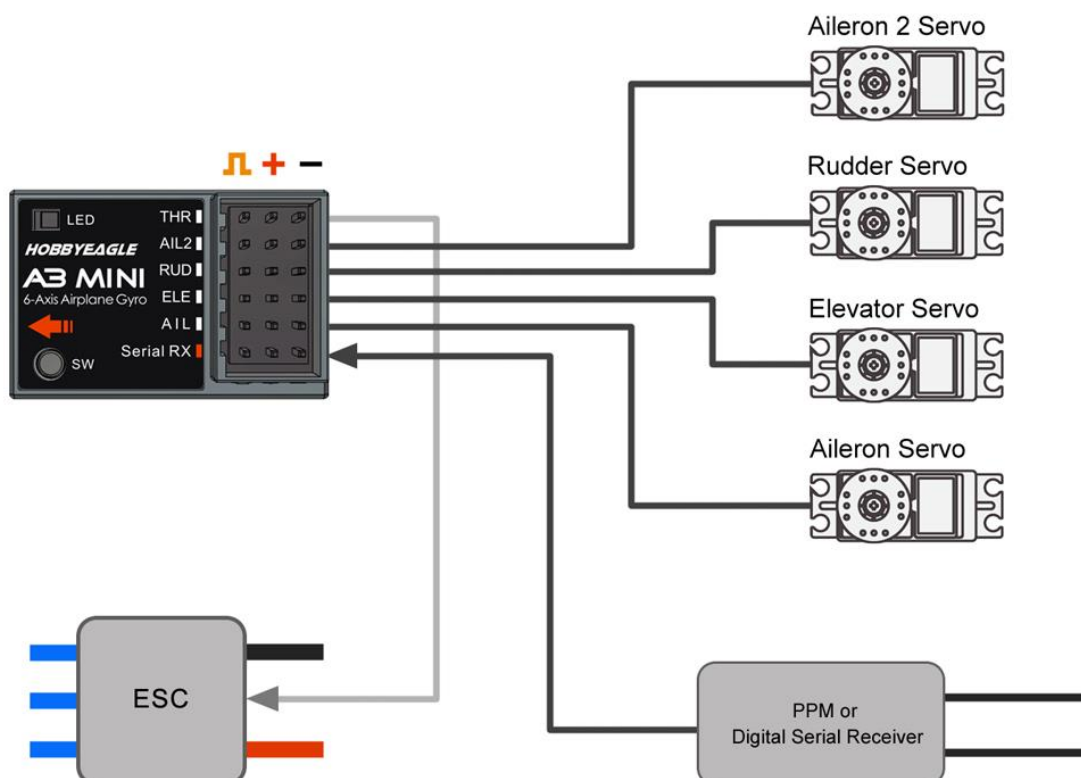 Aileron 2 Servo
Rudder Servo
LED
THR
HOBBYEAGLE
AIL2
A3 MINI
RUD
6-Axis Airplane Gyro
ELE
AIL
Serial RX
SW
Elevator Servo
Aileron Servo
ESC
PPM or
Digital Serial Receiver